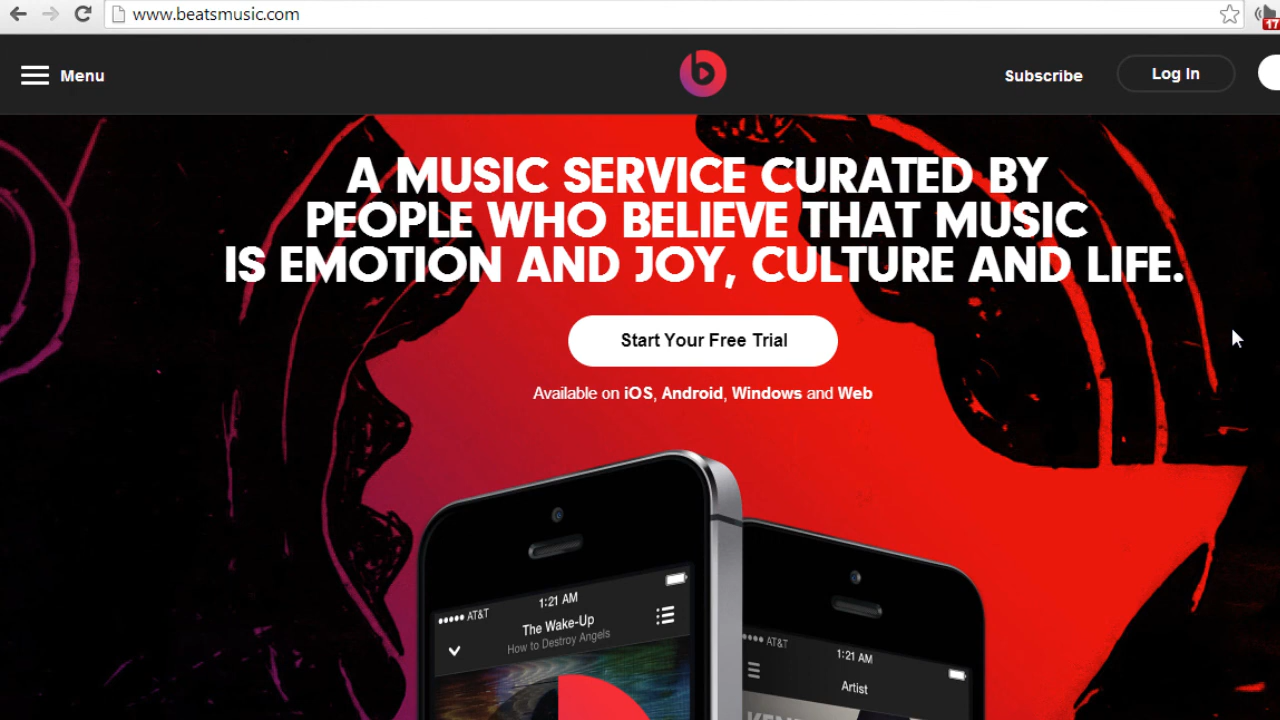 www.beatsmusic.com
17
Menu
Subscribe
Log In
A MUSIC SERVICE CURATED BY
PEOPLE WHO BELIEVE THAT MUSIC
IS EMOTION AND JOY, CULTURE AND LIFE.
Start Your Free Trial
Available on iOS, Android, Windows and Web
AT&T
1:21 AM
The Wake-Up
How to Destroy Angels
AT&T
1:21 AM
Artist